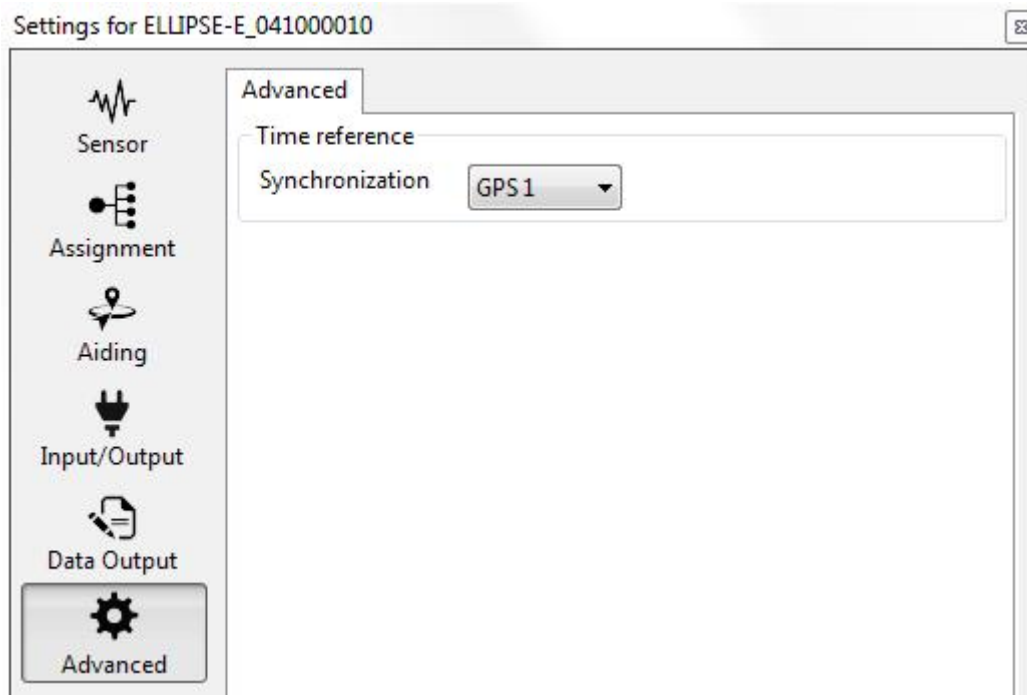 Settings for ELLIPSE-E_041000010
Sensor
Assignment
Aiding
Input/Output
Data Output
Advanced
Advanced
Time reference
Synchronization GPS 1